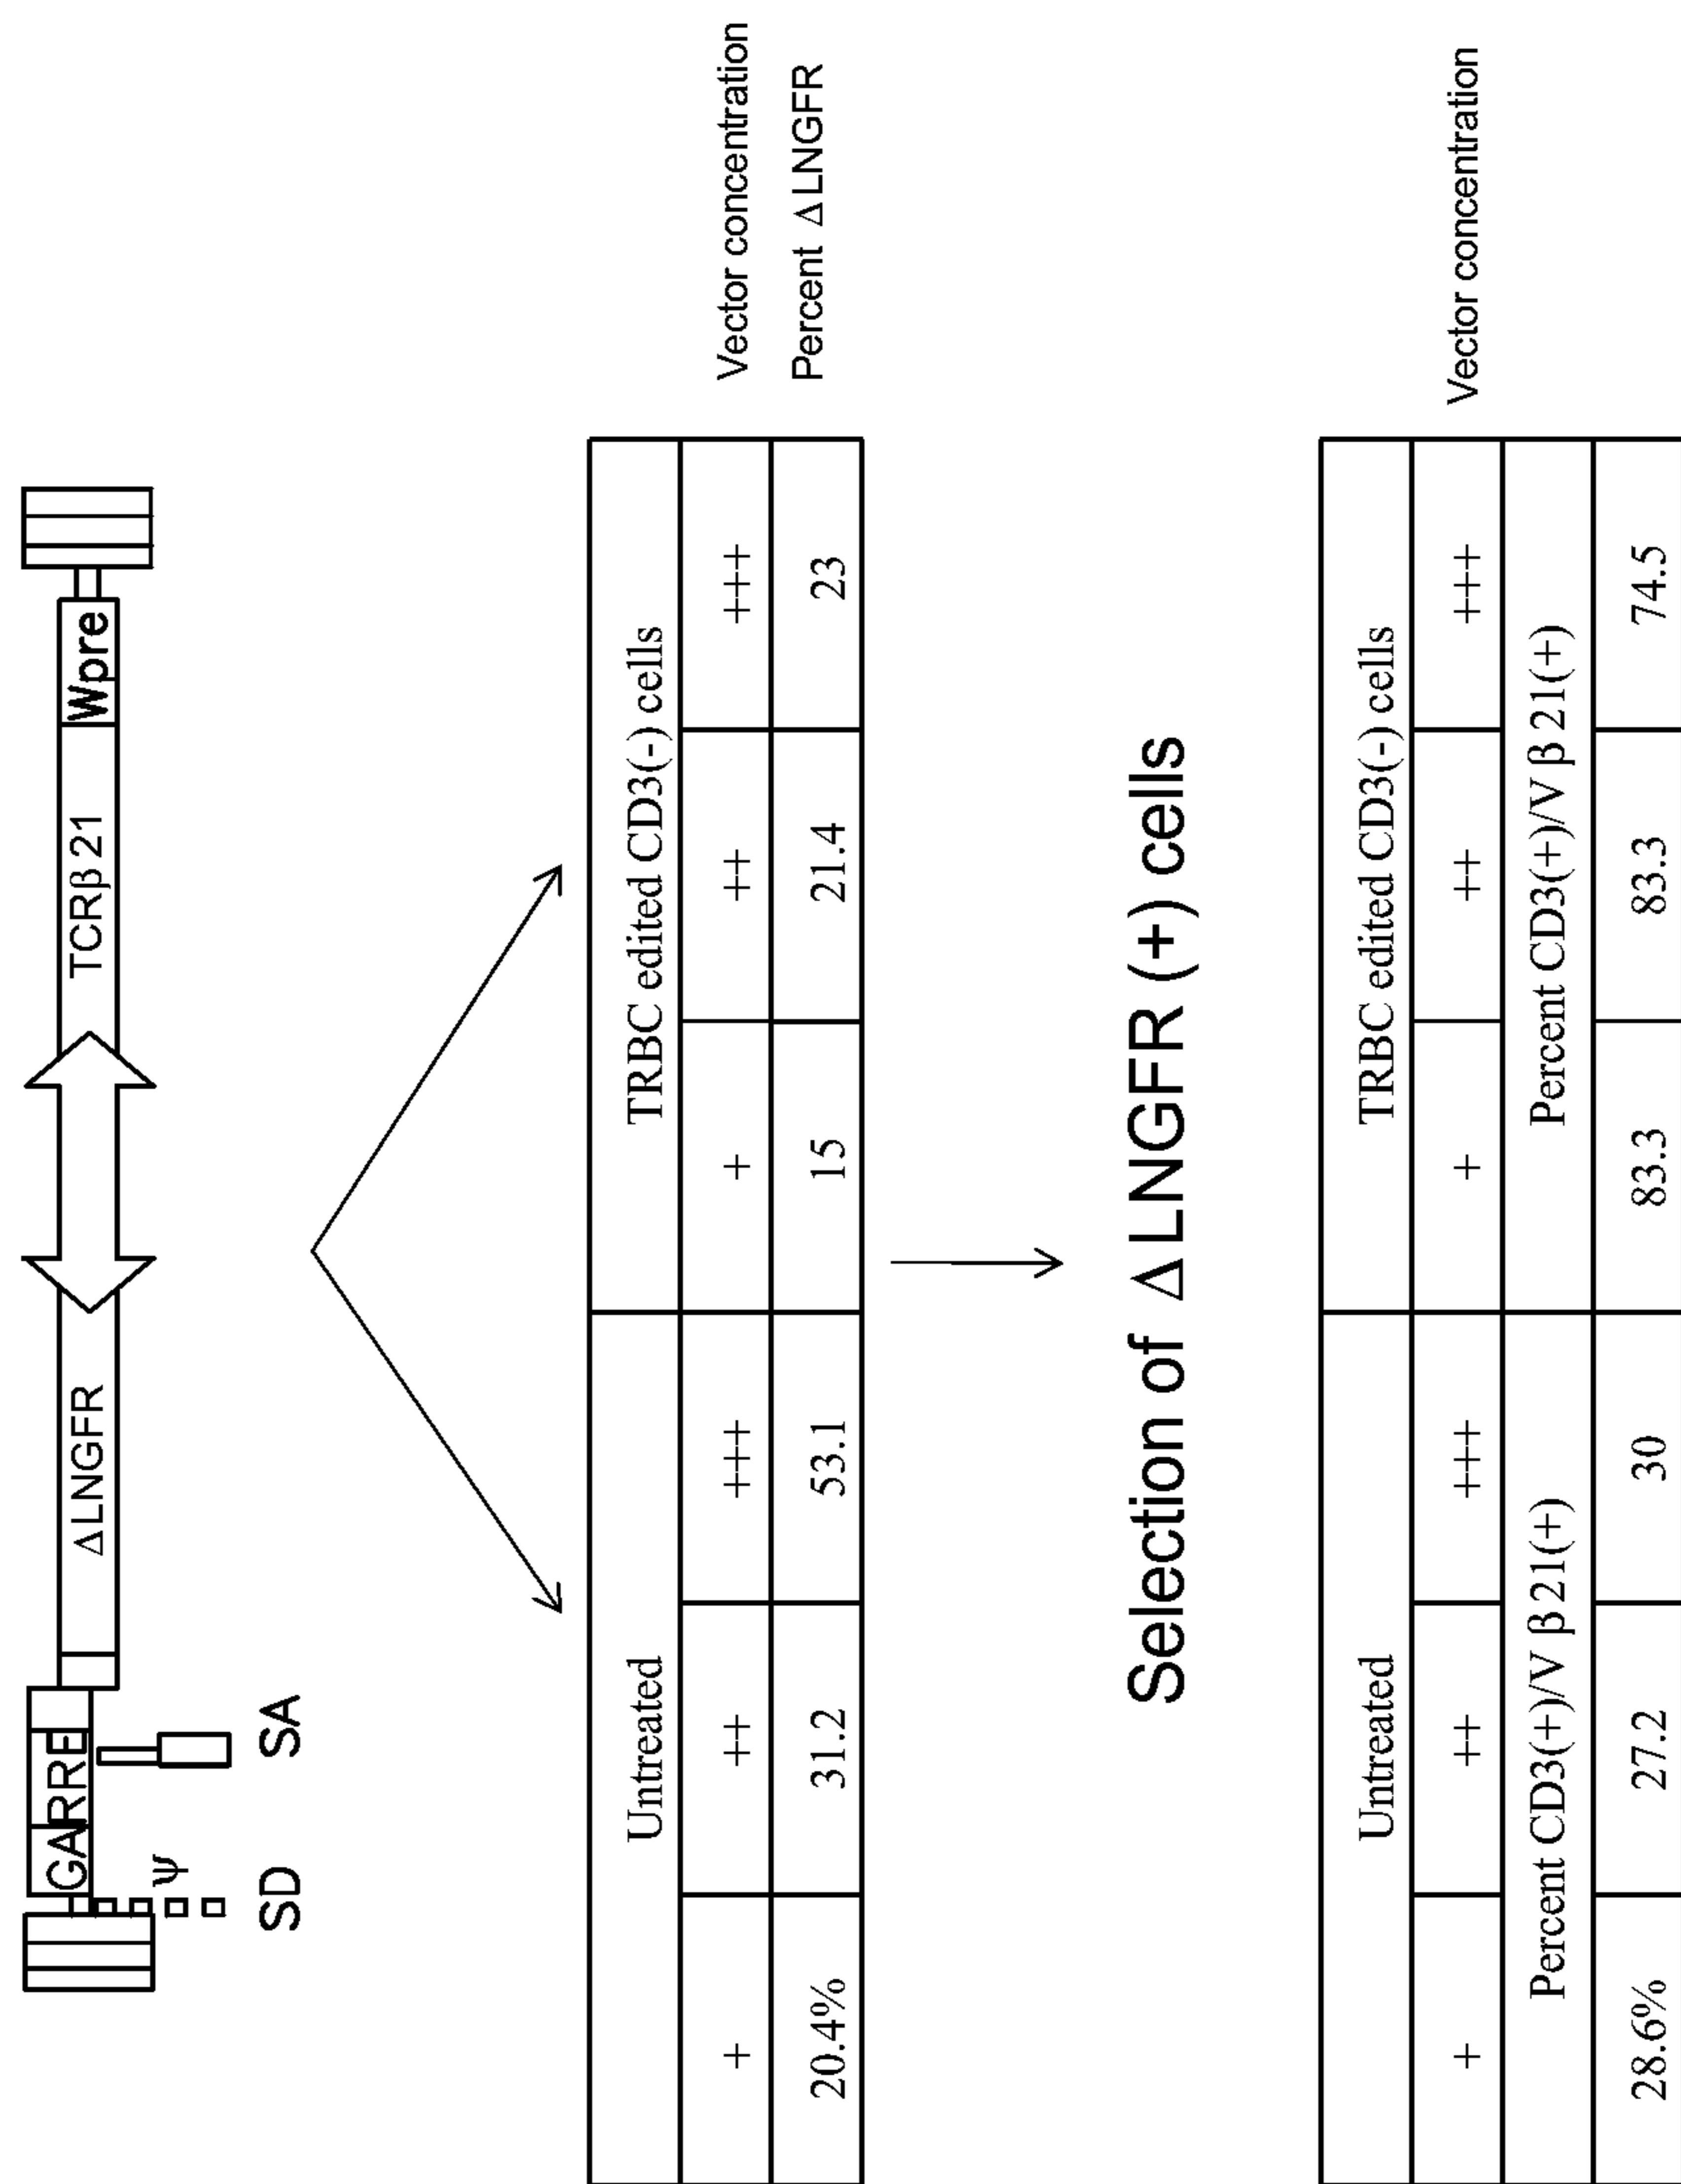 GA RRE ΔLNGFR TCRβ 21 Wpre
ψ
SD SA
Untreated TRBC edited CD3(-) cells
+ ++ +++ + ++ +++ Vector concentration
20.4% 31.2 53.1 15 21.4 23 Percent Δ LNGFR
Selection of Δ LNGFR (+) cells
Untreated TRBC edited CD3(-) cells
+ ++ +++ + ++ +++ Vector concentration
Percent CD3(+)/V β 21(+) Percent CD3(+)/V β 21(+)
28.6% 27.2 30 83.3 83.3 74.5